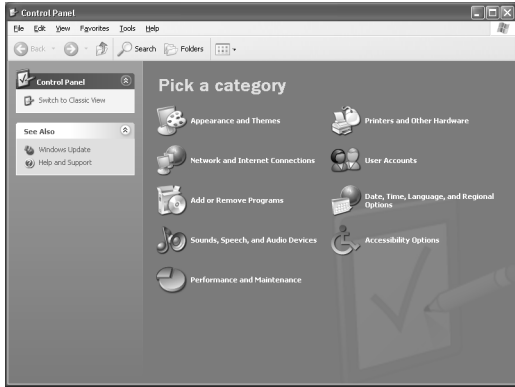 Control Panel
File Edit View Favorites Tools Help
Back Search Folders
Control Panel
Switch to Classic View
See Also
Windows Update
Help and Support
Pick a category
Appearance and Themes
Printers and Other Hardware
Network and Internet Connections
User Accounts
Add or Remove Programs
Date, Time, Language, and Regional
Options
Sounds, Speech, and Audio Devices
Accessibility Options
Performance and Maintenance